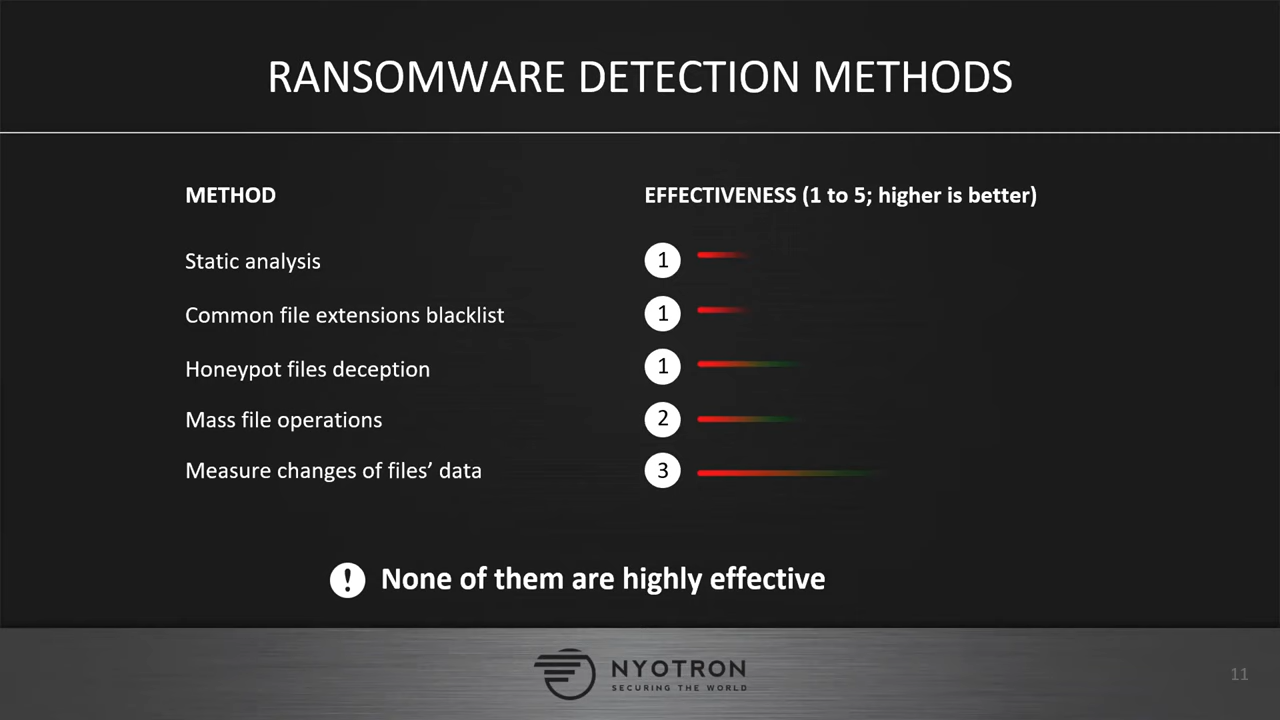 RANSOMWARE DETECTION METHODS
METHOD EFFECTIVENESS (1 to 5; higher is better)
Static analysis 1
Common file extensions blacklist 1
Honeypot files deception 1
Mass file operations 2
Measure changes of files’ data 3
! None of them are highly effective
NYOTRON
SECURING THE WORLD
11